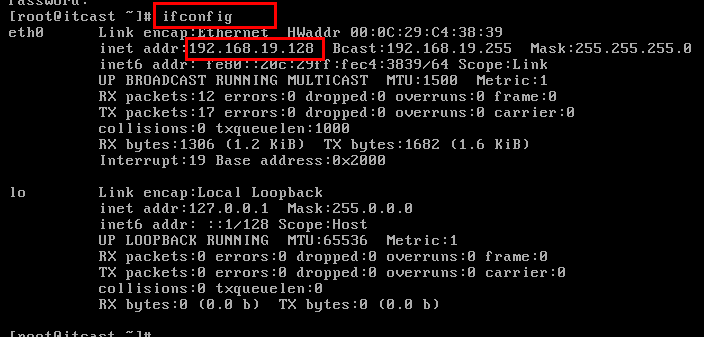 Password:
[root@itcast ~]# ifconfig
eth0 Link encap:Ethernet HWaddr 00:0C:29:C4:38:39
inet addr:192.168.19.128 Bcast:192.168.19.255 Mask:255.255.255.0
inet6 addr: fe80::20c:29ff:fec4:3839/64 Scope:Link
UP BROADCAST RUNNING MULTICAST MTU:1500 Metric:1
RX packets:12 errors:0 dropped:0 overruns:0 frame:0
TX packets:17 errors:0 dropped:0 overruns:0 carrier:0
collisions:0 txqueuelen:1000
RX bytes:1306 (1.2 KiB) TX bytes:1682 (1.6 KiB)
Interrupt:19 Base address:0x2000
lo Link encap:Local Loopback
inet addr:127.0.0.1 Mask:255.0.0.0
inet6 addr: ::1/128 Scope:Host
UP LOOPBACK RUNNING MTU:65536 Metric:1
RX packets:0 errors:0 dropped:0 overruns:0 frame:0
TX packets:0 errors:0 dropped:0 overruns:0 carrier:0
collisions:0 txqueuelen:0
RX bytes:0 (0.0 b) TX bytes:0 (0.0 b)
[root@itcast ~]#